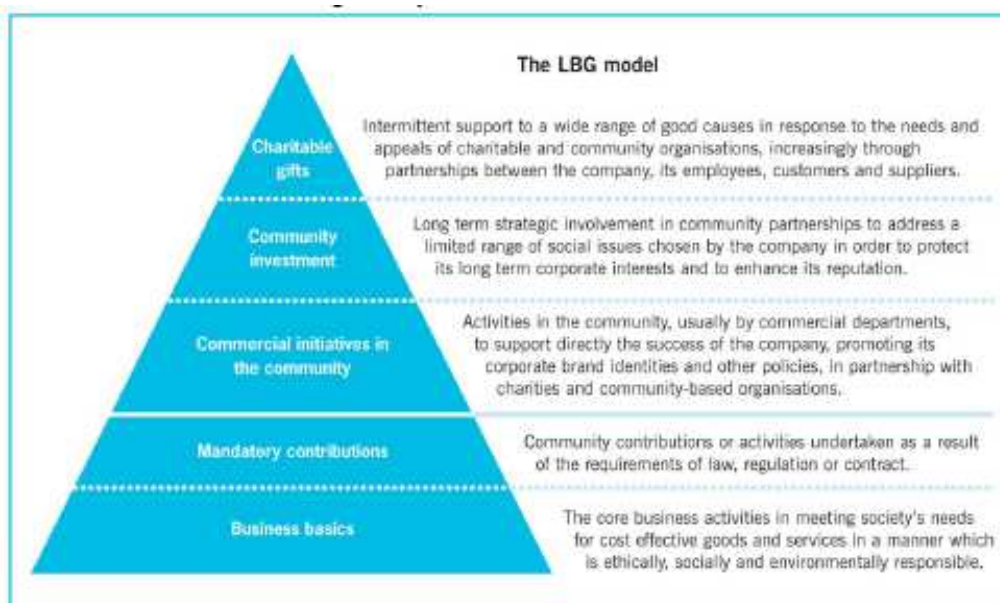 The LBG model
Charitable
gifts
Intermittent support to a wide range of good causes in response to the needs and
appeals of charitable and community organisations, increasingly through
partnerships between the company, its employees, customers and suppliers.
Community
investment
Long term strategic involvement in community partnerships to address a
limited range of social issues chosen by the company in order to protect
its long term corporate interests and to enhance its reputation.
Commercial initiatives in
the community
Activities in the community, usually by commercial departments,
to support directly the success of the company, promoting its
corporate brand identities and other policies, in partnership with
charities and community-based organisations.
Mandatory contributions
Community contributions or activities undertaken as a result
of the requirements of law, regulation or contract.
Business basics
The core business activities in meeting society's needs
for cost effective goods and services in a manner which
is ethically, socially and environmentally responsible.